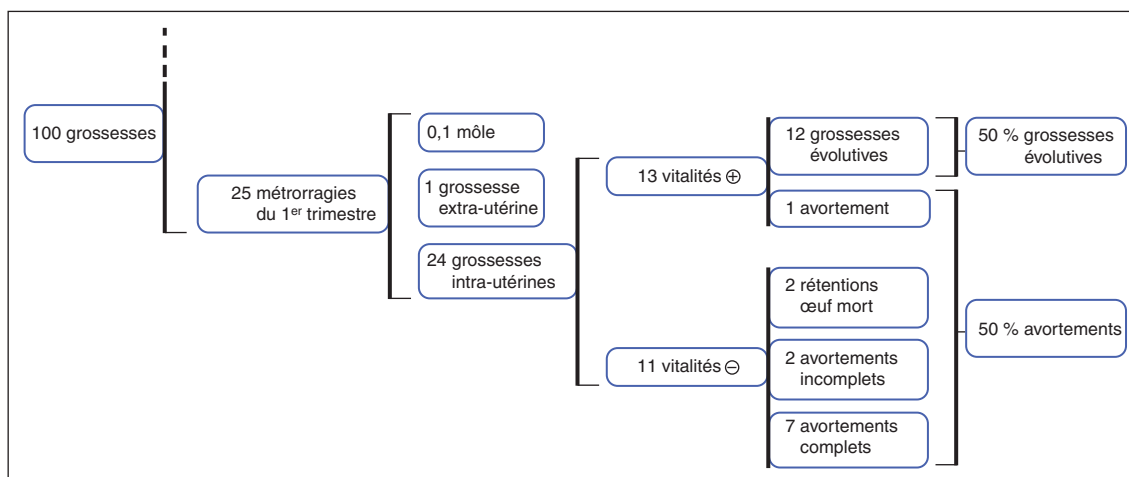 100 grossesses
25 métrorragies
du 1er trimestre
0,1 môle
1 grossesse
extra-utérine
24 grossesses
intra-utérines
13 vitalités ⊕
11 vitalités ⊖
12 grossesses
évolutives
1 avortement
2 rétentions
œuf mort
2 avortements
incomplets
7 avortements
complets
50 % grossesses
évolutives
50 % avortements